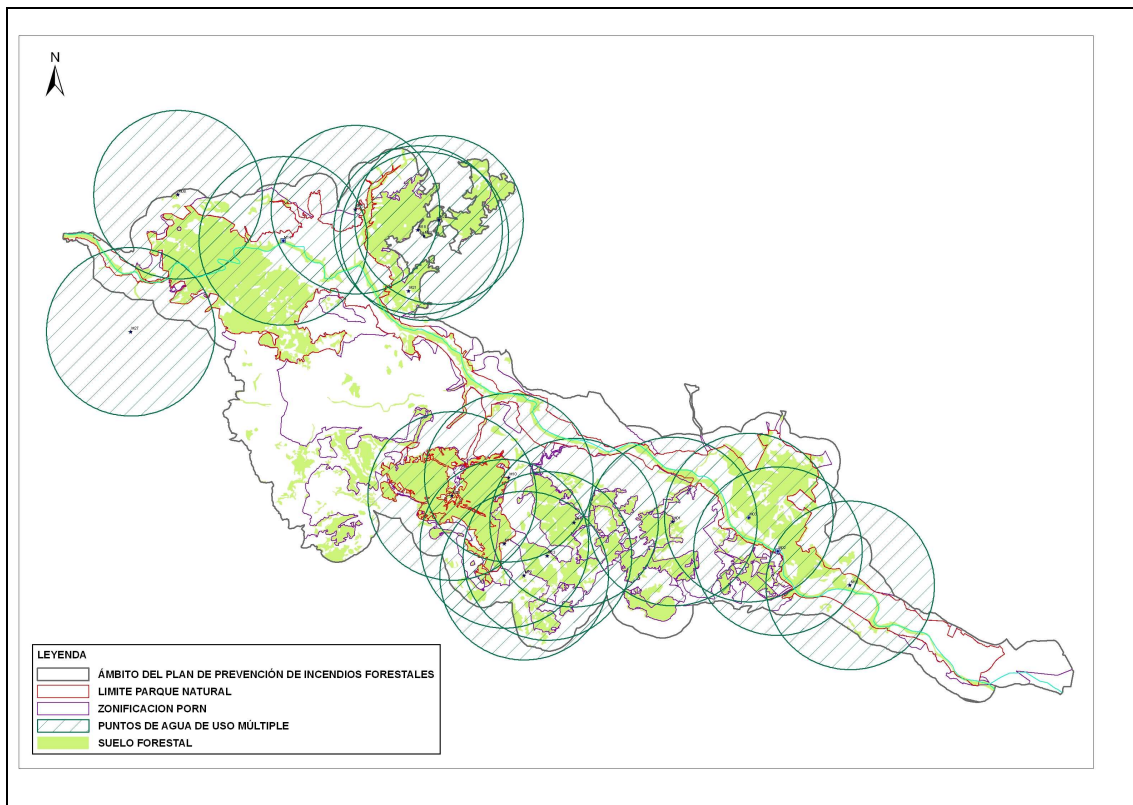 N
LEYENDA
ÁMBITO DEL PLAN DE PREVENCIÓN DE INCENDIOS FORESTALES
LIMITE PARQUE NATURAL
ZONIFICACION PORN
PUNTOS DE AGUA DE USO MÚLTIPLE
SUELO FORESTAL